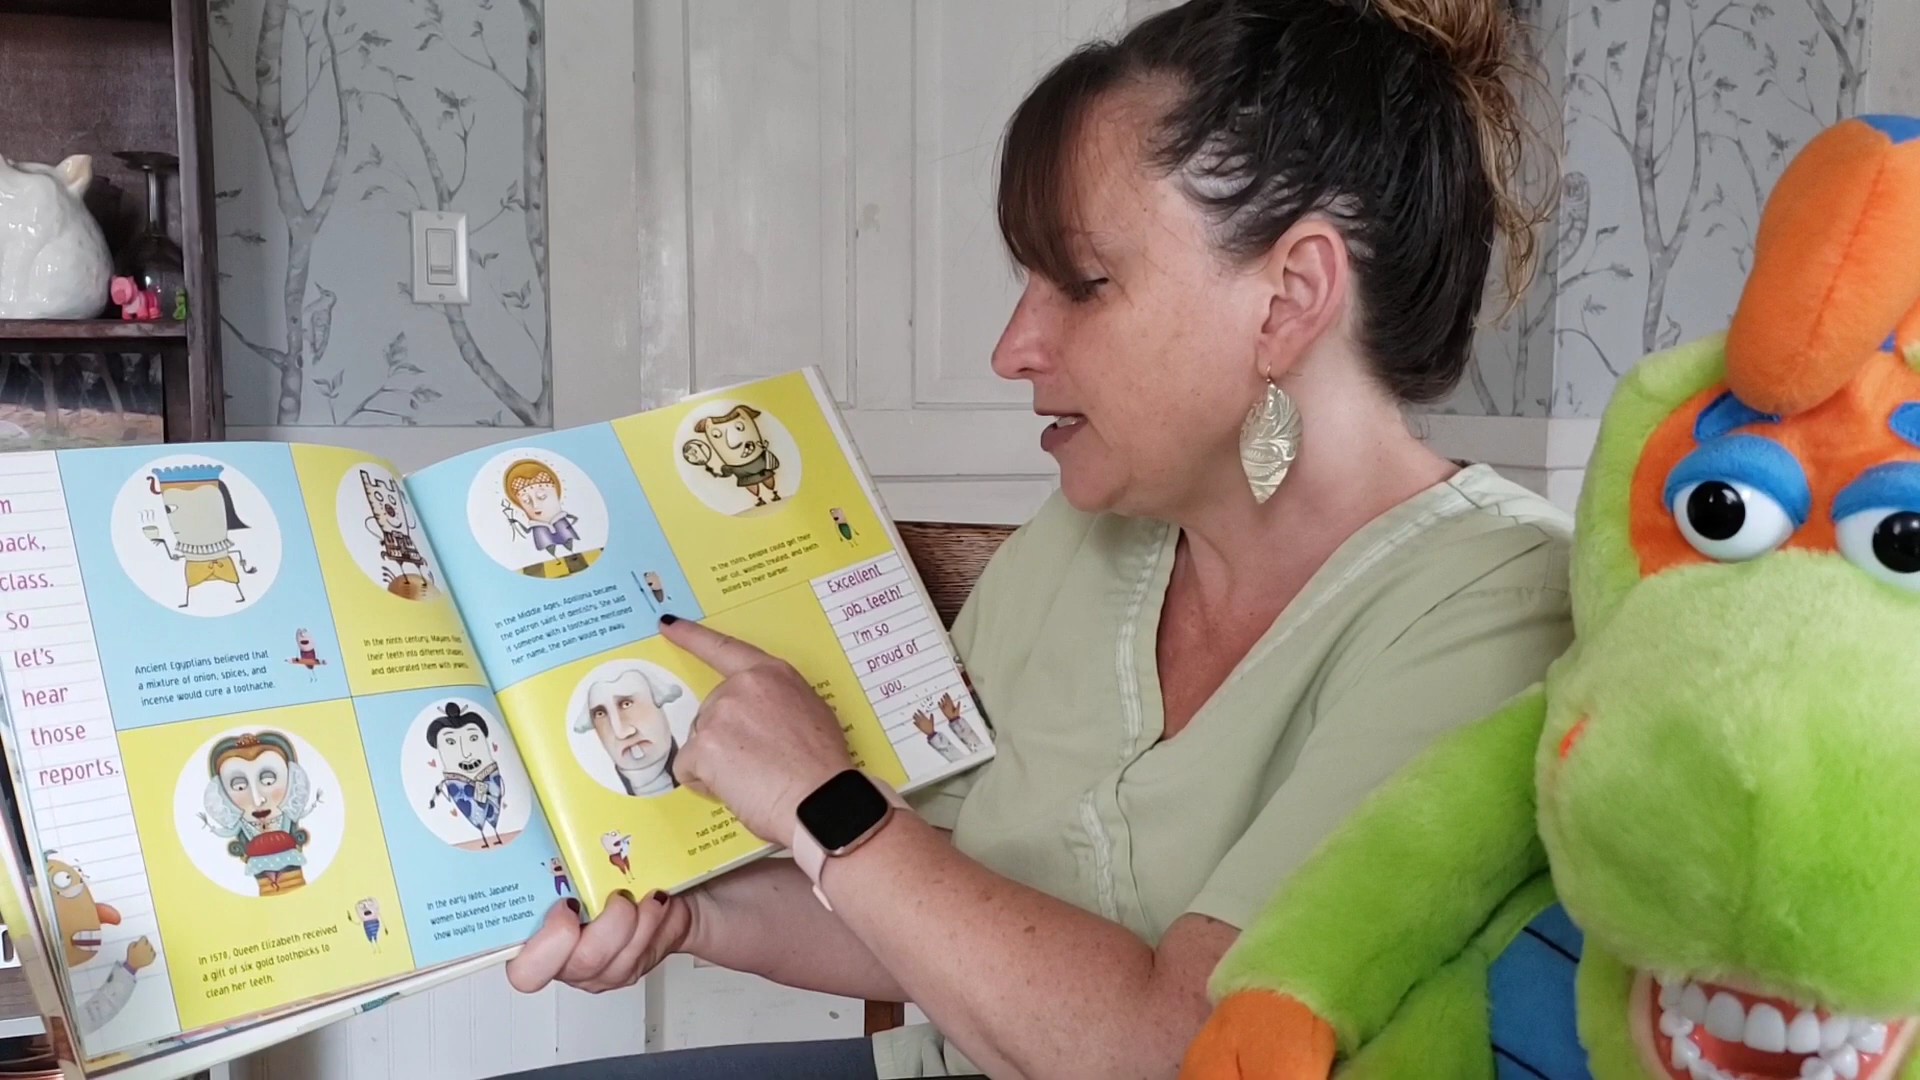 back,
class.
So
let's
hear
those
reports.
Ancient Egyptians believed that
a mixture of onion, spices, and
incense would cure a toothache.
In the ninth century, Mayans filed
their teeth into different shapes
and decorated them with jewels.
In 1570, Queen Elizabeth received
a gift of six gold toothpicks to
clean her teeth.
In the early 1800s, Japanese
women blackened their teeth to
show loyalty to their husbands.
In the Middle Ages, Apollonia became
the patron saint of dentistry. She said
if someone with a toothache mentioned
her name, the pain would go away.
In the 1500s, people could get their
hair cut, wounds treated, and teeth
pulled by their barber.
first
had sharp
for him to smile.
Excellent
job, teeth!
I'm so
proud of
you.